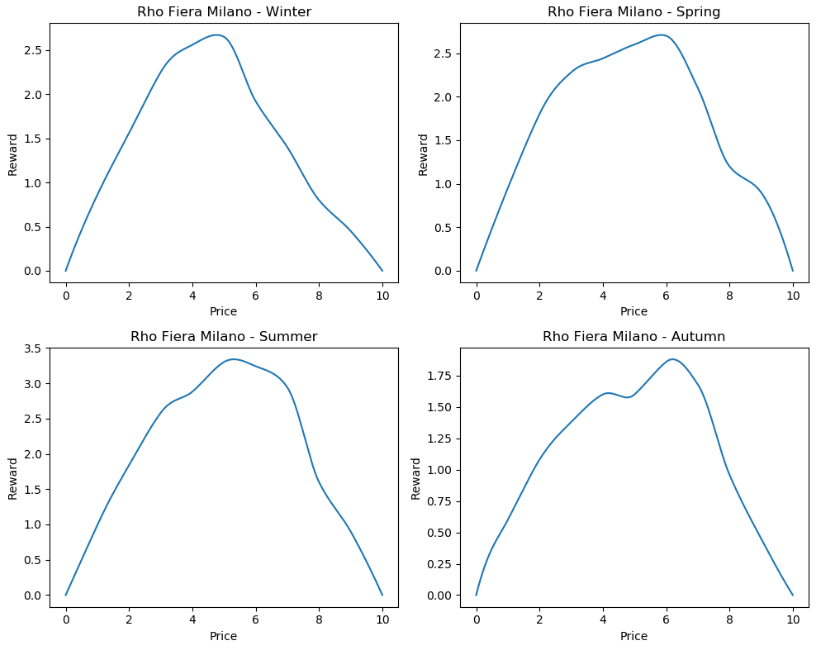 Rho Fiera Milano - Winter
Reward
2.5
2.0
1.5
1.0
0.5
0.0
0 2 4 6 8 10
Price
Rho Fiera Milano - Spring
Reward
2.5
2.0
1.5
1.0
0.5
0.0
0 2 4 6 8 10
Price
Rho Fiera Milano - Summer
Reward
3.5
3.0
2.5
2.0
1.5
1.0
0.5
0.0
0 2 4 6 8 10
Price
Rho Fiera Milano - Autumn
Reward
1.75
1.50
1.25
1.00
0.75
0.50
0.25
0.00
0 2 4 6 8 10
Price